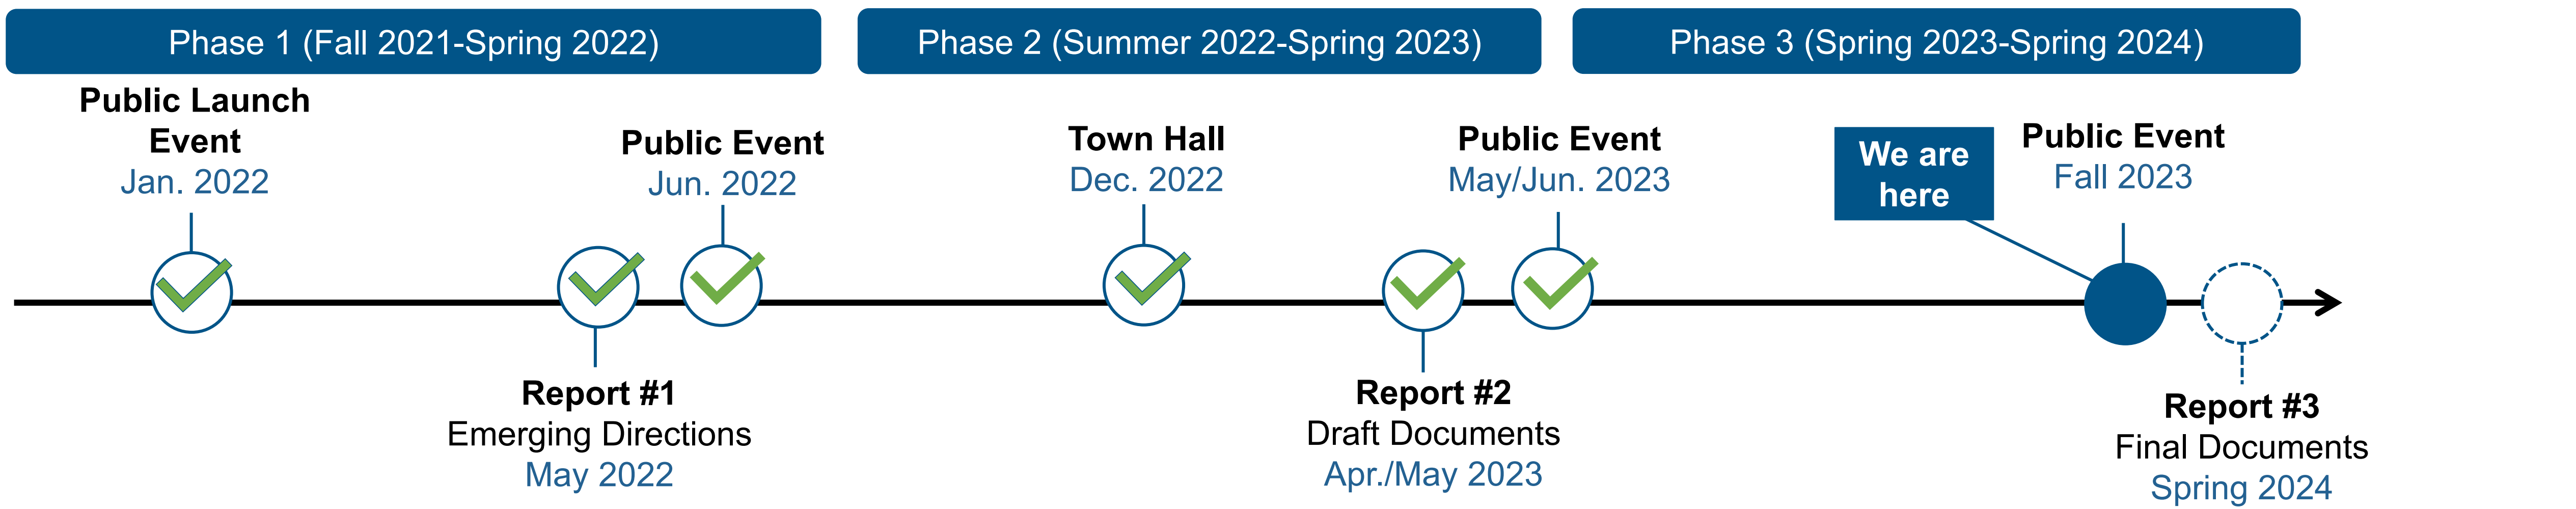 Phase 1 (Fall 2021-Spring 2022)
Phase 2 (Summer 2022-Spring 2023)
Phase 3 (Spring 2023-Spring 2024)
Public Launch
Event
Jan. 2022
Public Event
Jun. 2022
Town Hall
Dec. 2022
Public Event
May/Jun. 2023
We are
here
Public Event
Fall 2023
Report #1
Emerging Directions
May 2022
Report #2
Draft Documents
Apr./May 2023
Report #3
Final Documents
Spring 2024